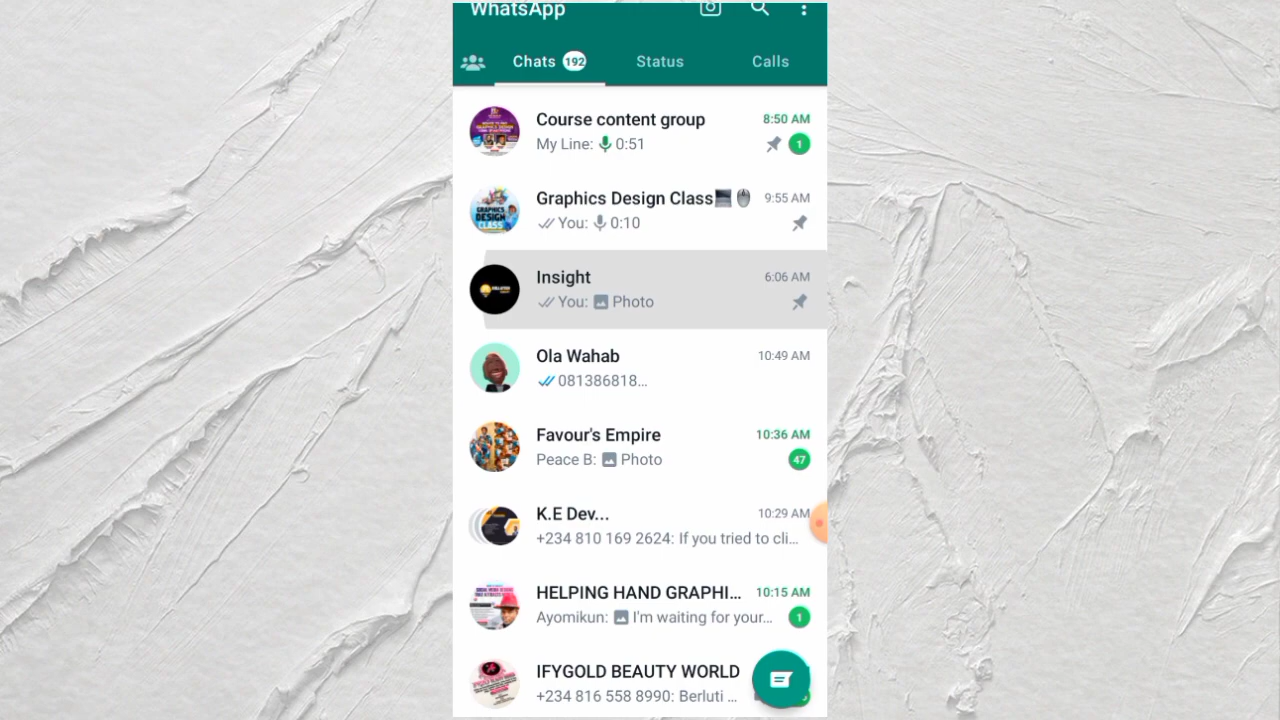 WhatsApp
Chats 192 Status Calls
Course content group 8:50 AM
My Line: 0:51 1
Graphics Design Class 9:55 AM
You: 0:10
GRAPHICS
DESIGN
CLASS
Insight 6:06 AM
You: Photo
Ola Wahab 10:49 AM
081386818...
Favour's Empire 10:36 AM
Peace B: Photo 47
K.E Dev... 10:29 AM
+234 810 169 2624: If you tried to cli...
HELPING HAND GRAPHI... 10:15 AM
Ayomikun: I'm waiting for your... 1
IFYGOLD BEAUTY WORLD
+234 816 558 8990: Berluti ...